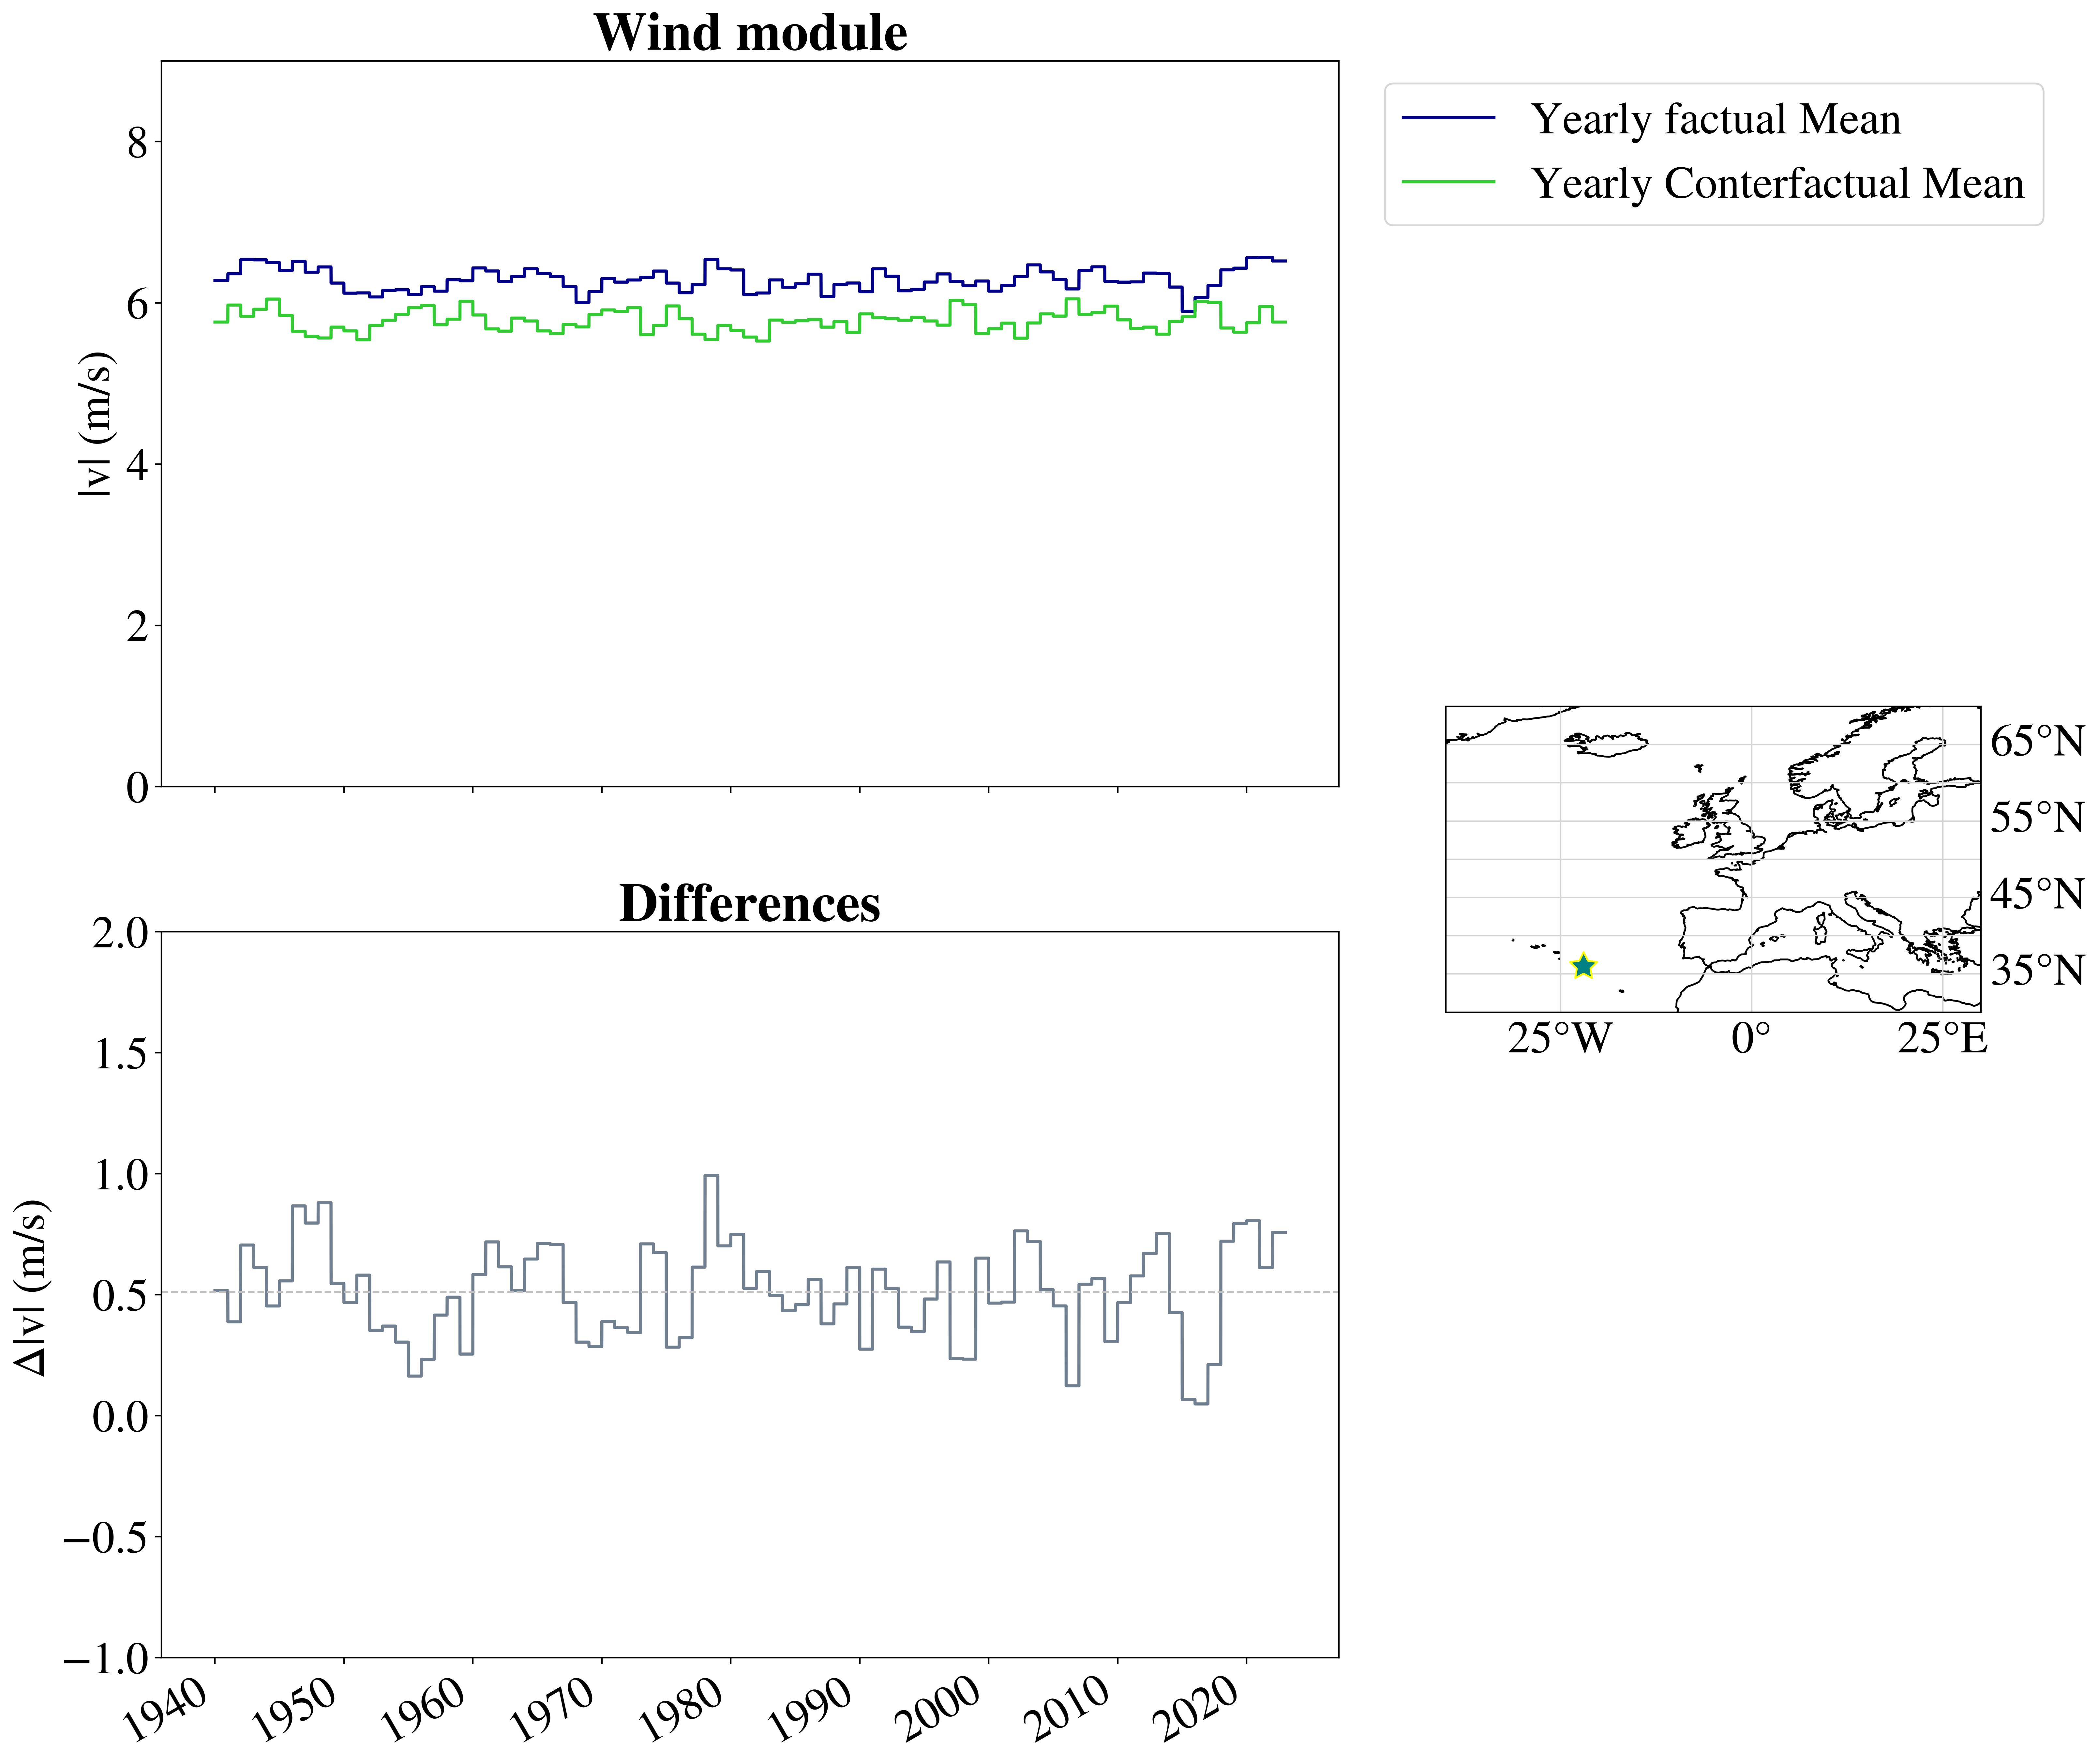 Wind module
8
6
4
2
0
|v| (m/s)
Yearly factual Mean
Yearly Conterfactual Mean
65°N
55°N
45°N
35°N
25°W 0° 25°E
Differences
2.0
1.5
1.0
0.5
0.0
−0.5
−1.0
Δ|v| (m/s)
1940 1950 1960 1970 1980 1990 2000 2010 2020